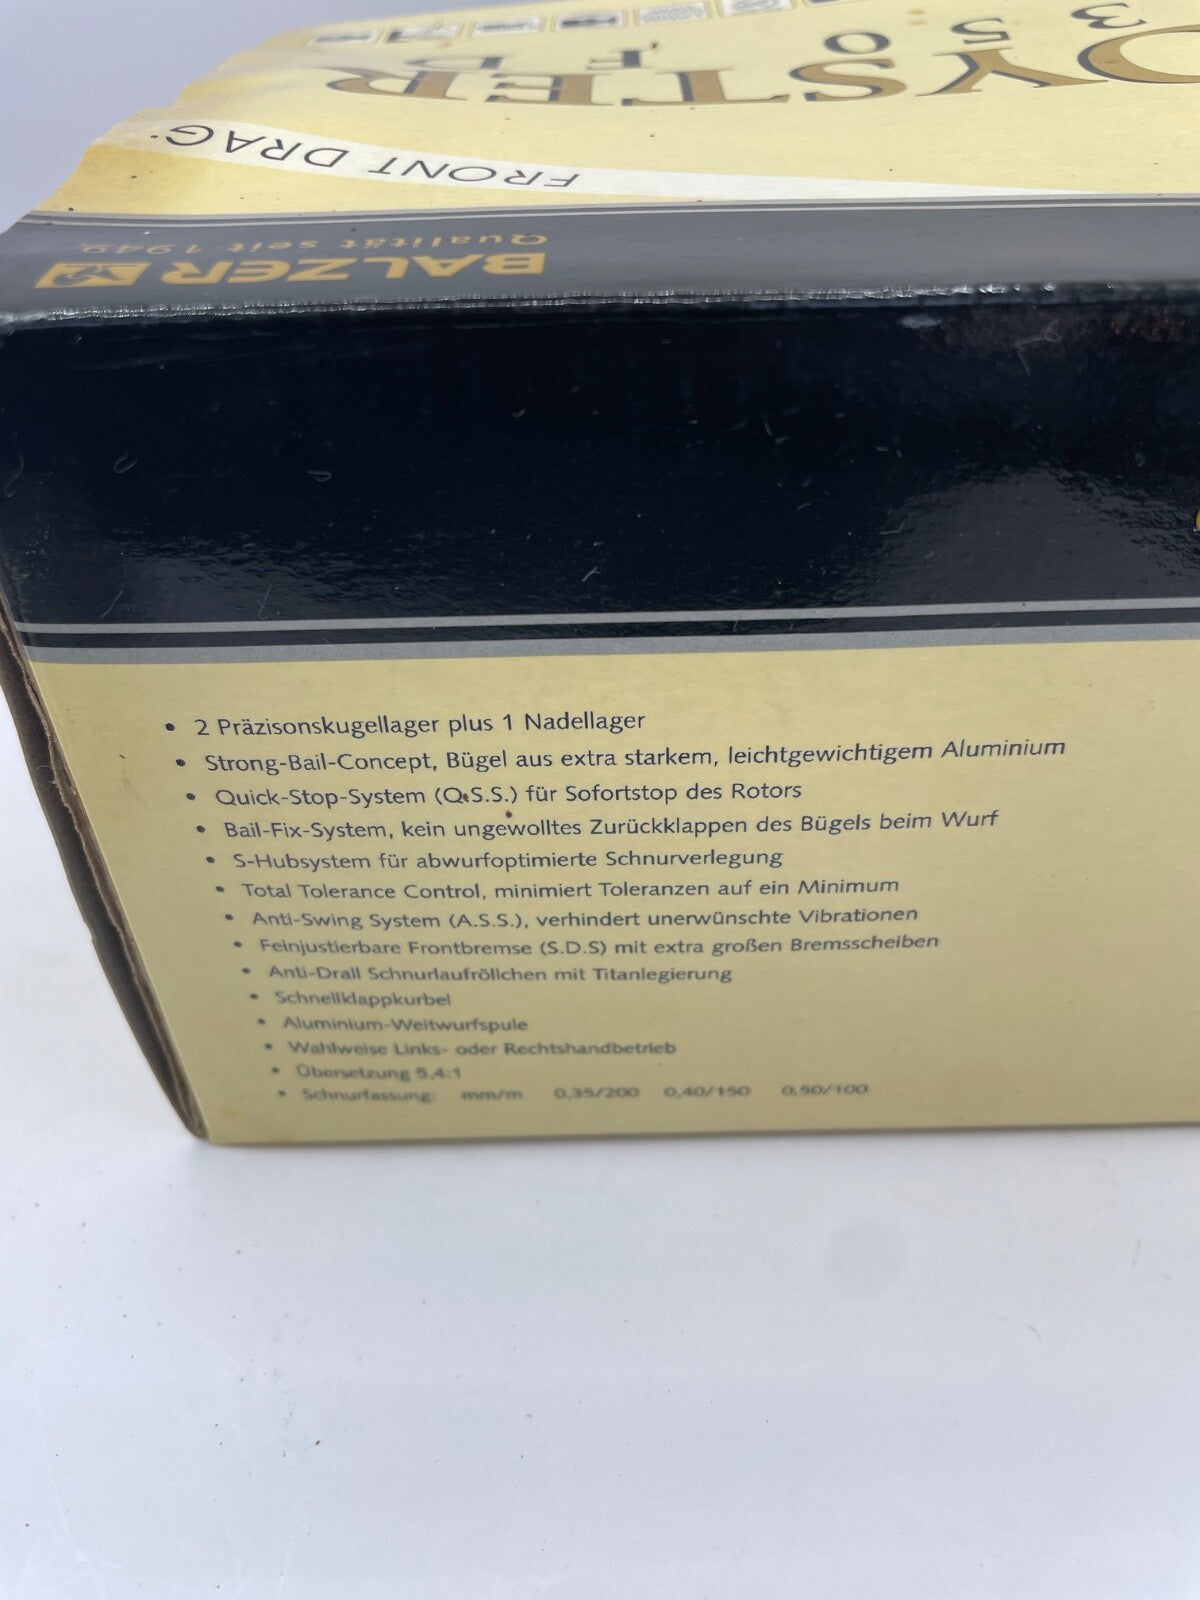 OYSTER
350 FD
FRONT DRAG
BALZER
Qualität seit 1949
• 2 Präzisonskugellager plus 1 Nadellager
• Strong-Bail-Concept, Bügel aus extra starkem, leichtgewichtigem Aluminium
• Quick-Stop-System (Q.S.S.) für Sofortstop des Rotors
• Bail-Fix-System, kein ungewolltes Zurückklappen des Bügels beim Wurf
• S-Hubsystem für abwurfoptimierte Schnurverlegung
• Total Tolerance Control, minimiert Toleranzen auf ein Minimum
• Anti-Swing System (A.S.S.), verhindert unerwünschte Vibrationen
• Feinjustierbare Frontbremse (S.D.S) mit extra großen Bremsscheiben
• Anti-Drall Schnurlaufröllchen mit Titanlegierung
• Schnellklappkurbel
• Aluminium-Weitwurfspule
• Wahlweise Links- oder Rechtshandbetrieb
• Übersetzung 5,4:1
• Schnurfassung: mm/m 0,35/200 0,40/150 0,50/100